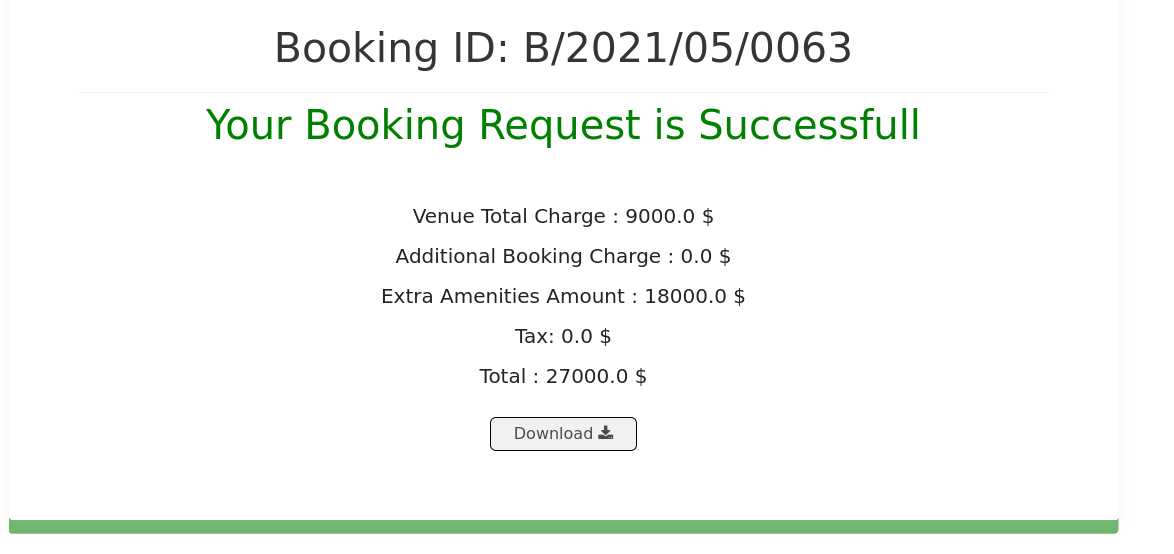 Booking ID: B/2021/05/0063
Your Booking Request is Successfull
Venue Total Charge : 9000.0 $
Additional Booking Charge : 0.0 $
Extra Amenities Amount : 18000.0 $
Tax: 0.0 $
Total : 27000.0 $
Download